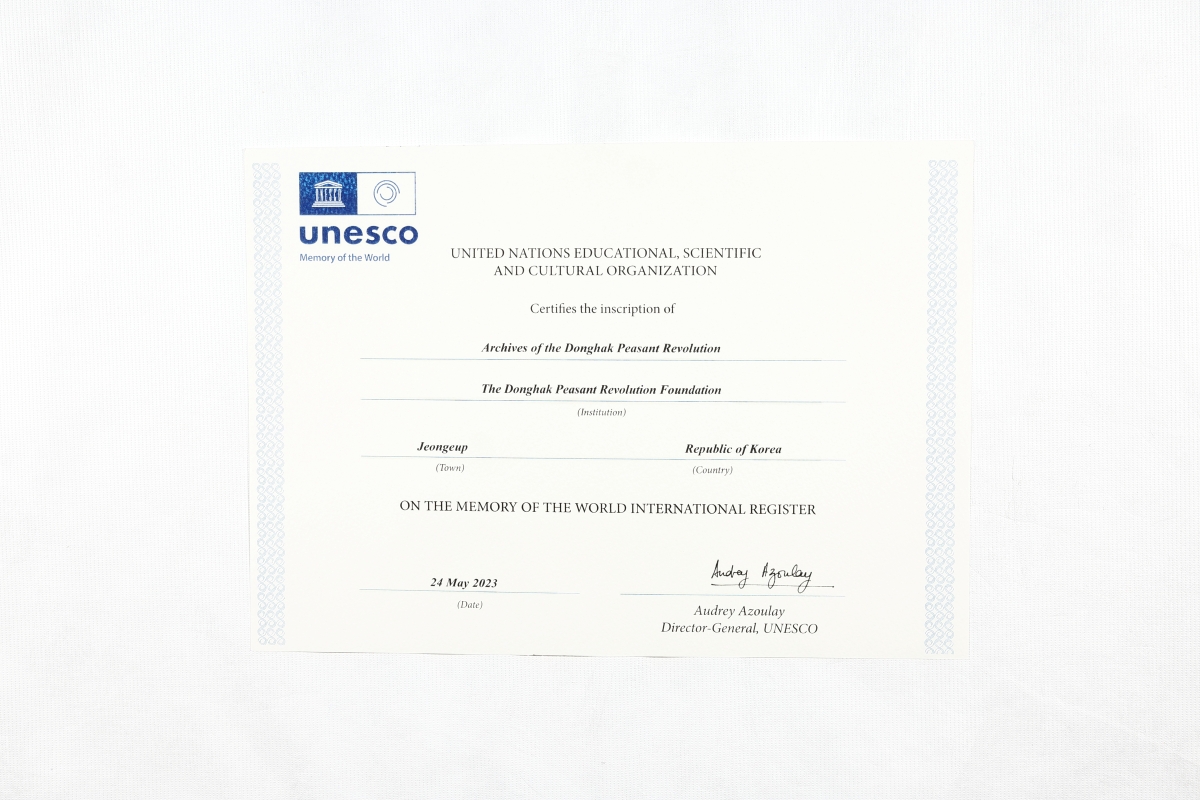 unesco
Memory of the World
UNITED NATIONS EDUCATIONAL, SCIENTIFIC
AND CULTURAL ORGANIZATION
Certifies the inscription of
Archives of the Donghak Peasant Revolution
The Donghak Peasant Revolution Foundation
(Institution)
Jeongeup Republic of Korea
(Town) (Country)
ON THE MEMORY OF THE WORLD INTERNATIONAL REGISTER
Audrey Azoulay
24 May 2023
(Date)
Audrey Azoulay
Director-General, UNESCO